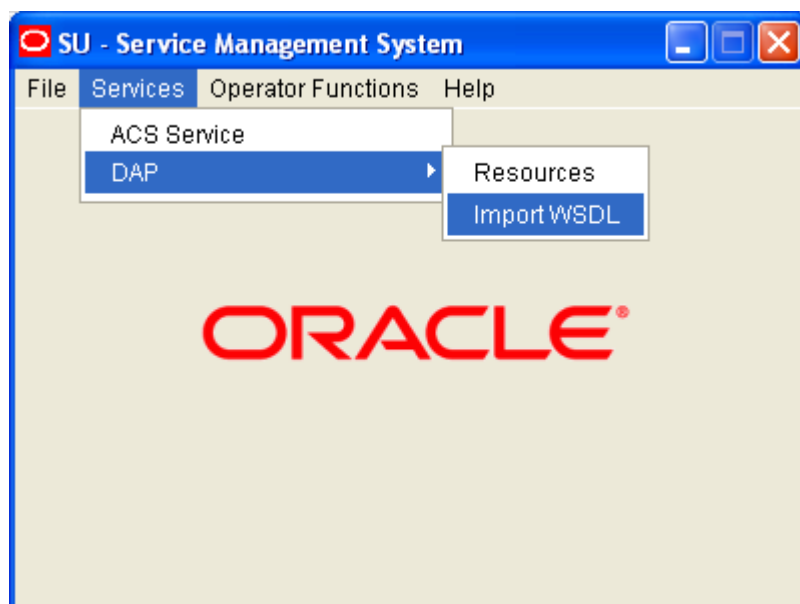 SU - Service Management System
File Services Operator Functions Help
ACS Service
DAP
Resources
Import WSDL
ORACLE®